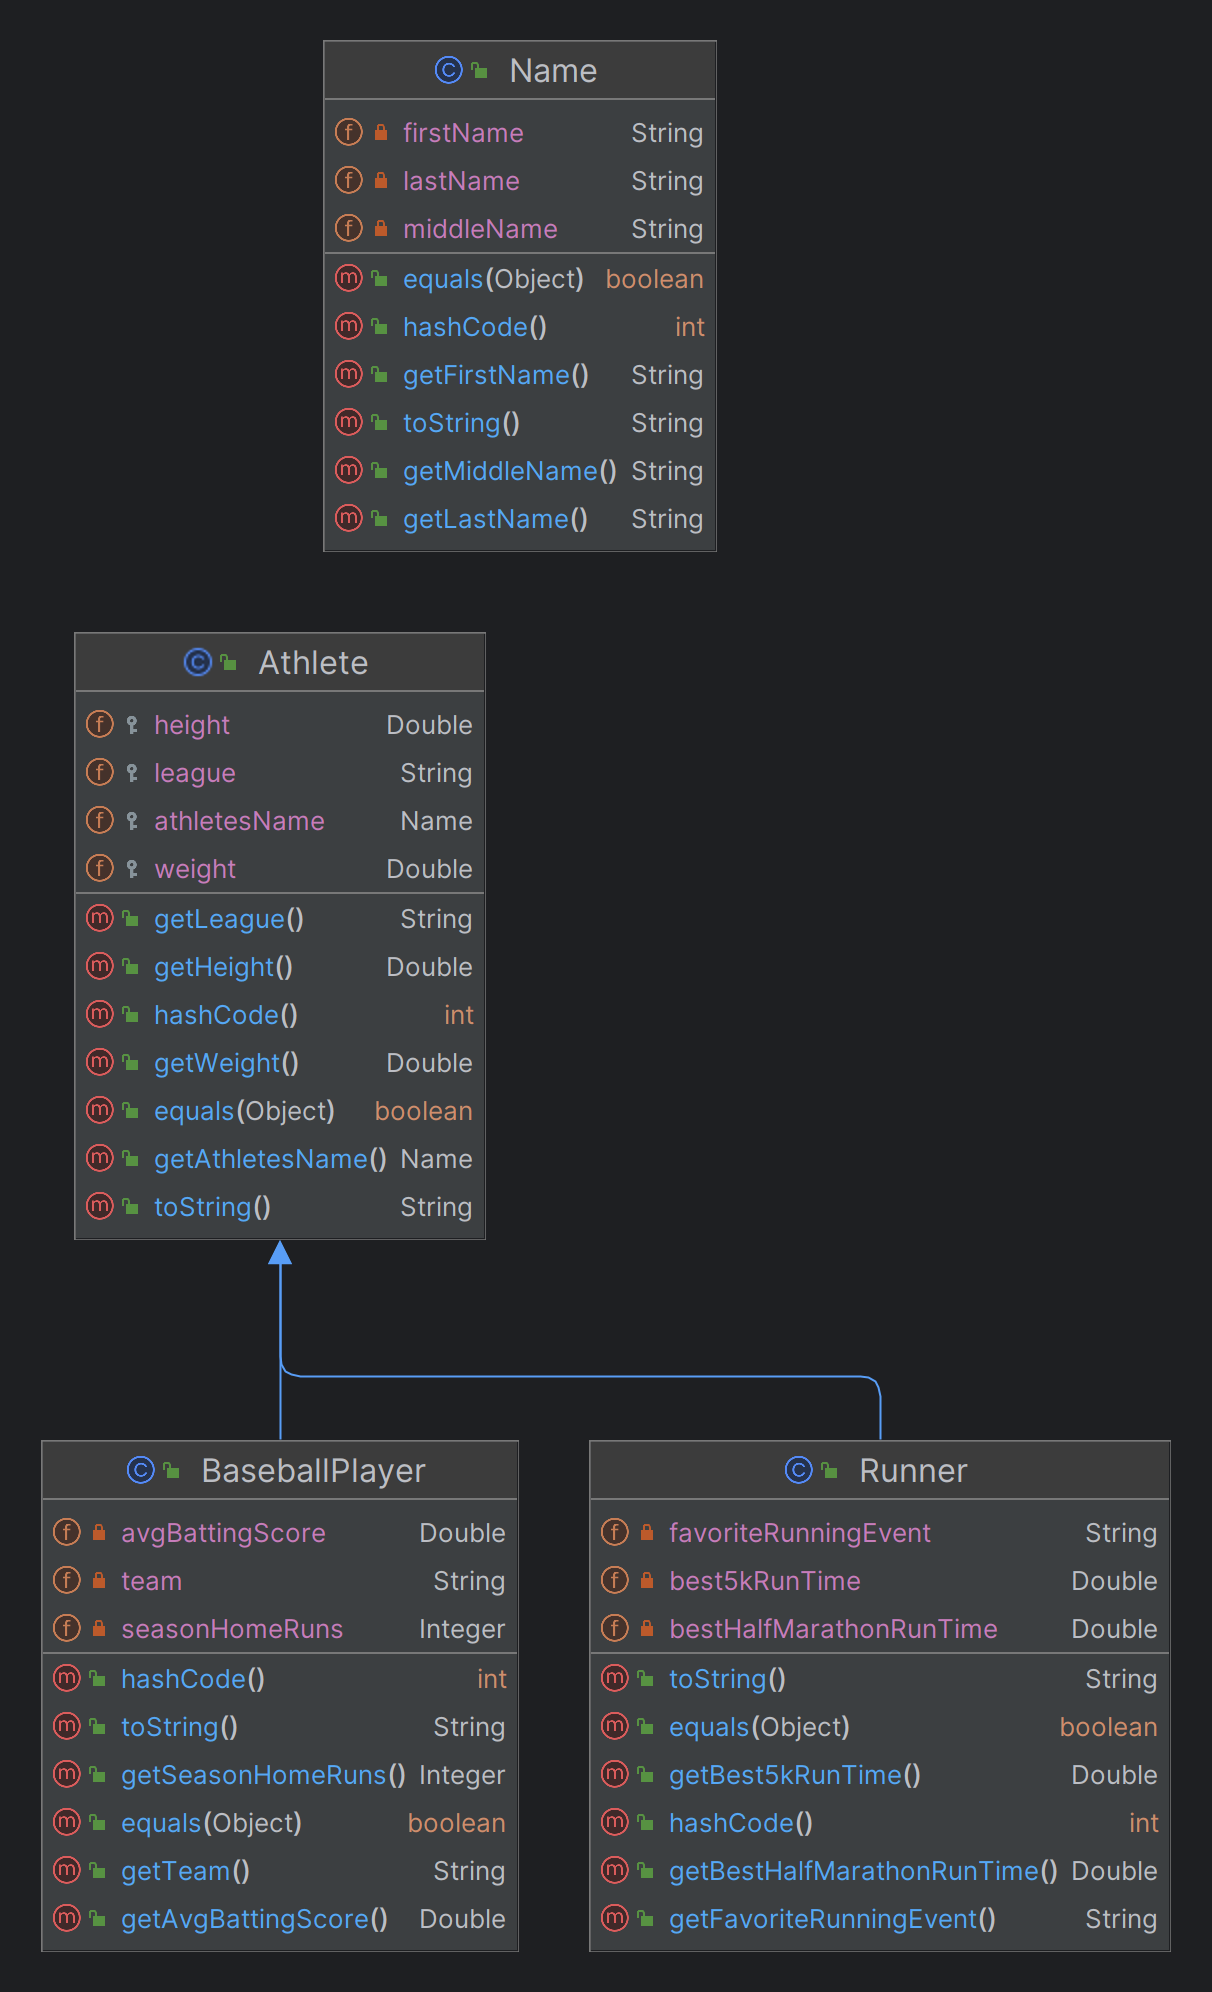 Name
firstName String
lastName String
middleName String
equals(Object) boolean
hashCode() int
getFirstName() String
toString() String
getMiddleName() String
getLastName() String
Athlete
height Double
league String
athletesName Name
weight Double
getLeague() String
getHeight() Double
hashCode() int
getWeight() Double
equals(Object) boolean
getAthletesName() Name
toString() String
BaseballPlayer
avgBattingScore Double
team String
seasonHomeRuns Integer
hashCode() int
toString() String
getSeasonHomeRuns() Integer
equals(Object) boolean
getTeam() String
getAvgBattingScore() Double
Runner
favoriteRunningEvent String
best5kRunTime Double
bestHalfMarathonRunTime Double
toString() String
equals(Object) boolean
getBest5kRunTime() Double
hashCode() int
getBestHalfMarathonRunTime() Double
getFavoriteRunningEvent() String